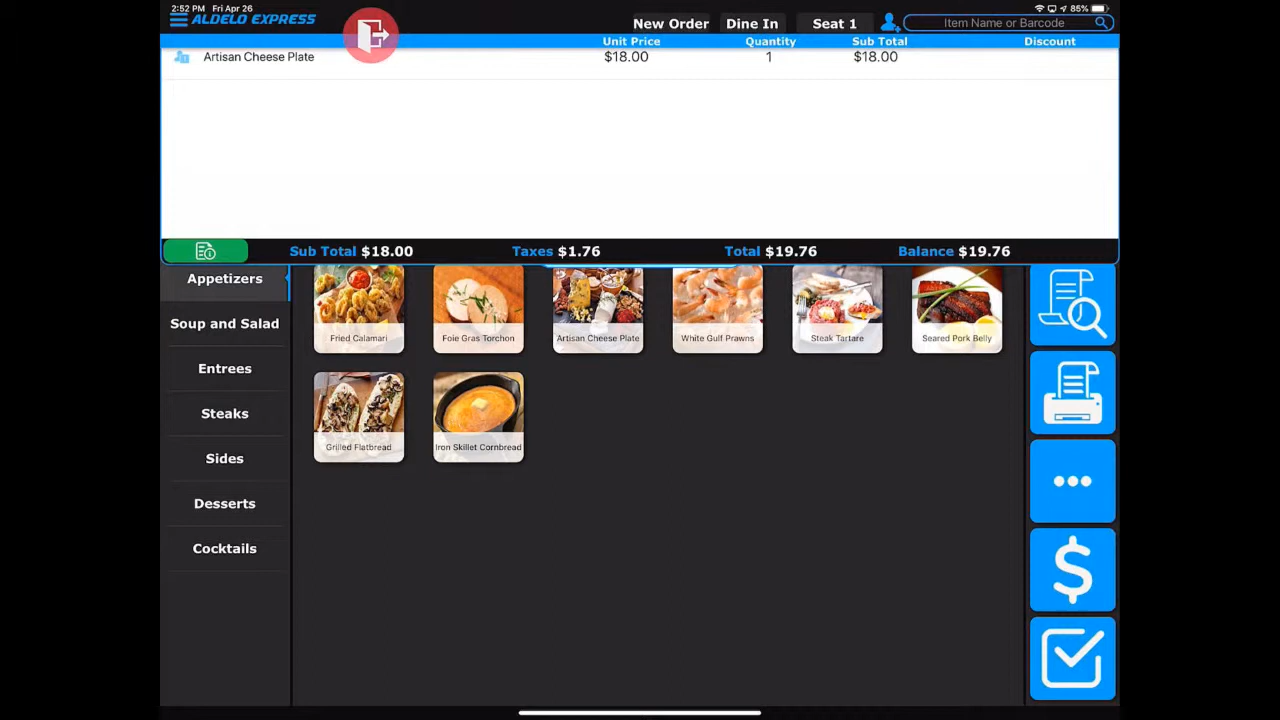 2:52 PM Fri Apr 26
85%
ALDELO EXPRESS
New Order
Dine In
Seat 1
Item Name or Barcode
Unit Price
Quantity
Sub Total
Discount
Artisan Cheese Plate
$18.00
1
$18.00
Sub Total $18.00
Taxes $1.76
Total $19.76
Balance $19.76
Appetizers
Soup and Salad
Entrees
Steaks
Sides
Desserts
Cocktails
Fried Calamari
Foie Gras Torchon
Artisan Cheese Plate
White Gulf Prawns
Steak Tartare
Seared Pork Belly
Grilled Flatbread
Iron Skillet Cornbread